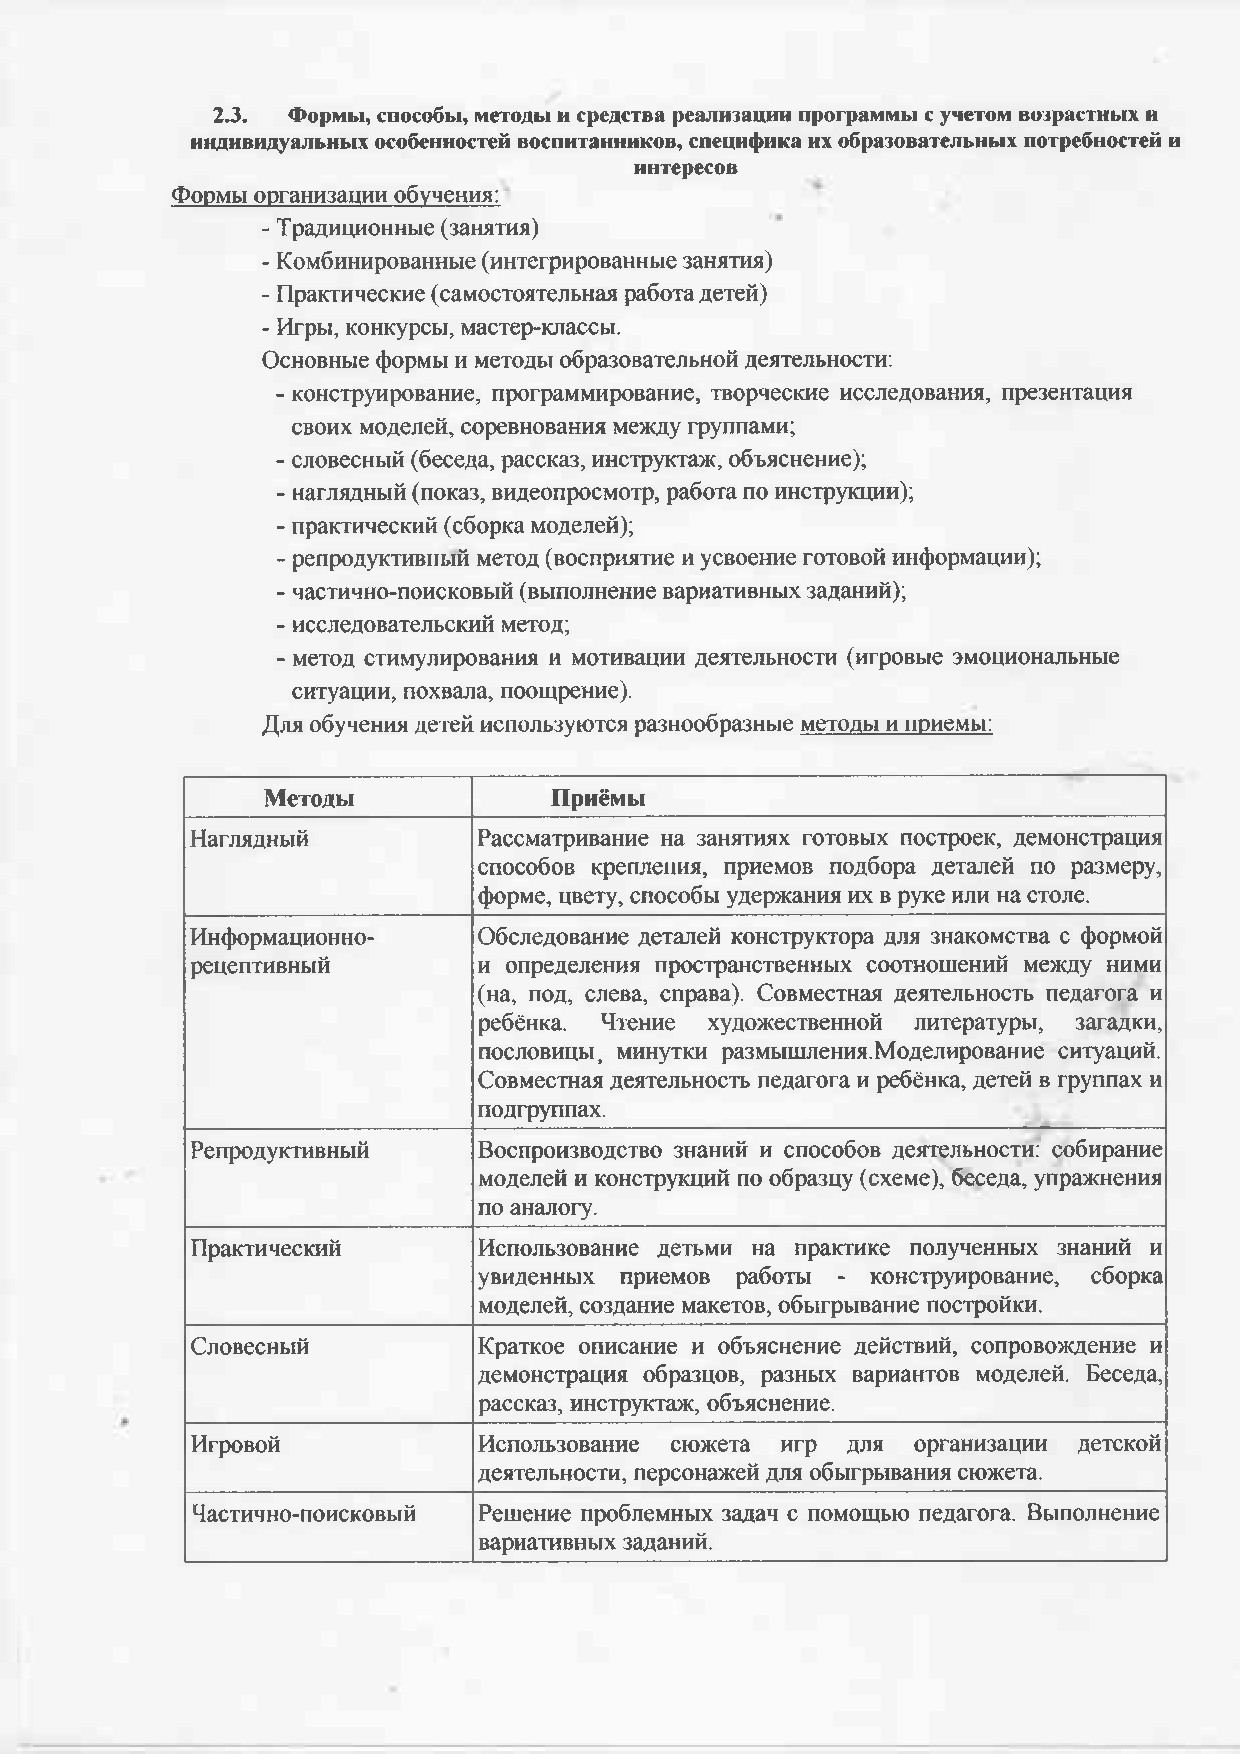 2.3. Формы, способы, методы и средства реализации программы с учетом возрастных и
индивидуальных особенностей воспитанников, специфика их образовательных потребностей и
интересов
Формы организации обучения:
- Традиционные (занятия)
- Комбинированные (интегрированные занятия)
- Практические (самостоятельная работа детей)
- Игры, конкурсы, мастер-классы.
Основные формы и методы образовательной деятельности:
- конструирование, программирование, творческие исследования, презентация
своих моделей, соревнования между группами;
- словесный (беседа, рассказ, инструктаж, объяснение);
- наглядный (показ, видеопросмотр, работа по инструкции);
- практический (сборка моделей);
- репродуктивный метод (восприятие и усвоение готовой информации);
- частично-поисковый (выполнение вариативных заданий);
- исследовательский метод;
- метод стимулирования и мотивации деятельности (игровые эмоциональные
ситуации, похвала, поощрение).
Для обучения детей используются разнообразные методы и приемы:
Методы Приёмы
Наглядный
Рассматривание на занятиях готовых построек, демонстрация
способов крепления, приемов подбора деталей по размеру,
форме, цвету, способы удержания их в руке или на столе.
Информационно-
рецептивный
Обследование деталей конструктора для знакомства с формой
и определения пространственных соотношений между ними
(на, под, слева, справа). Совместная деятельность педагога и
ребёнка. Чтение художественной литературы, загадки,
пословицы, минутки размышления.Моделирование ситуаций.
Совместная деятельность педагога и ребёнка, детей в группах и
подгруппах.
Репродуктивный
Воспроизводство знаний и способов деятельности: собирание
моделей и конструкций по образцу (схеме), беседа, упражнения
по аналогу.
Практический
Использование детьми на практике полученных знаний и
увиденных приемов работы - конструирование, сборка
моделей, создание макетов, обыгрывание постройки.
Словесный
Краткое описание и объяснение действий, сопровождение и
демонстрация образцов, разных вариантов моделей. Беседа,
рассказ, инструктаж, объяснение.
Игровой
Использование сюжета игр для организации детской
деятельности, персонажей для обыгрывания сюжета.
Частично-поисковый
Решение проблемных задач с помощью педагога. Выполнение
вариативных заданий.